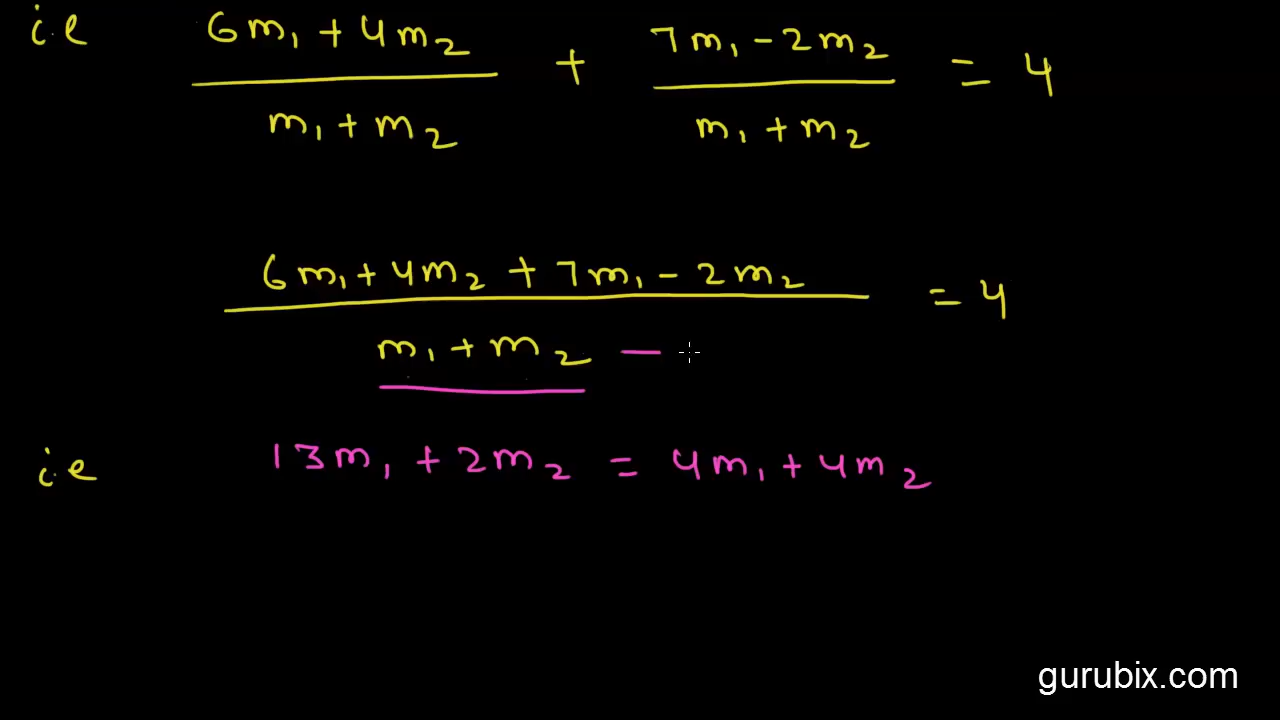 i.e 6m₁ + 4m₂ / m₁ + m₂ + 7m₁ - 2m₂ / m₁ + m₂ = 4
6m₁ + 4m₂ + 7m₁ - 2m₂ / m₁ + m₂ = 4
i.e 13m₁ + 2m₂ = 4m₁ + 4m₂
gurubix.com